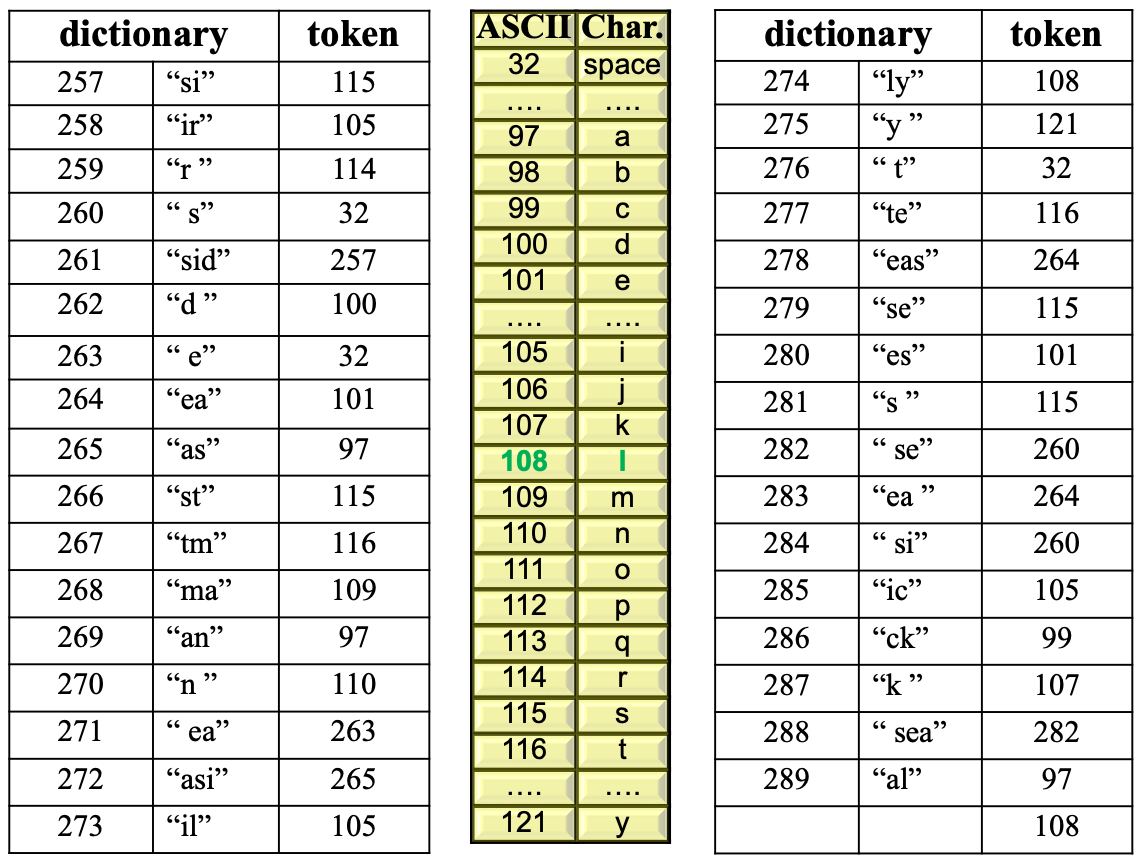 dictionary token
257 “si” 115
258 “ir” 105
259 “r ” 114
260 “ s” 32
261 “sid” 257
262 “d ” 100
263 “ e” 32
264 “ea” 101
265 “as” 97
266 “st” 115
267 “tm” 116
268 “ma” 109
269 “an” 97
270 “n ” 110
271 “ ea” 263
272 “asi” 265
273 “il” 105
ASCII Char.
32 space
.... ....
97 a
98 b
99 c
100 d
101 e
.... ....
105 i
106 j
107 k
108 l
109 m
110 n
111 o
112 p
113 q
114 r
115 s
116 t
.... ....
121 y
dictionary token
274 “ly” 108
275 “y ” 121
276 “ t” 32
277 “te” 116
278 “eas” 264
279 “se” 115
280 “es” 101
281 “s ” 115
282 “ se” 260
283 “ea ” 264
284 “ si” 260
285 “ic” 105
286 “ck” 99
287 “k ” 107
288 “ sea” 282
289 “al” 97
108